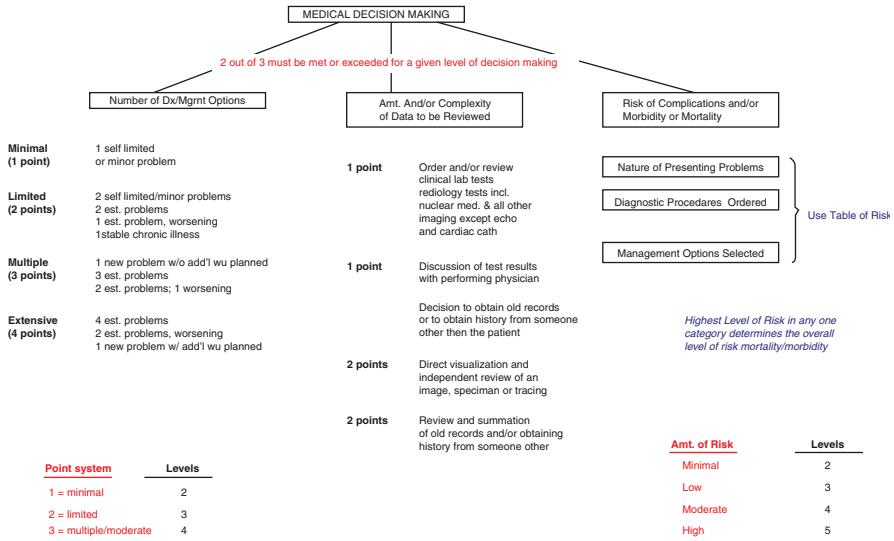 MEDICAL DECISION MAKING
2 out of 3 must be met or exceeded for a given level of decision making
Number of Dx/Mgrnt Options
Minimal
(1 point)
1 self limited
or minor problem
Limited
(2 points)
2 self limited/minor problems
2 est. problems
1 est. problem, worsening
1stable chronic illness
Multiple
(3 points)
1 new problem w/o add'l wu planned
3 est. problems
2 est. problems; 1 worsening
Extensive
(4 points)
4 est. problems
2 est. problems, worsening
1 new problem w/ add'l wu planned
Point system
Levels
1 = minimal 2
2 = limited 3
3 = multiple/moderate 4
Amt. And/or Complexity
of Data to be Reviewed
1 point
Order and/or review
clinical lab tests
rediology tests incl.
nuclear med. & all other
imaging except echo
and cardiac cath
1 point
Discussion of test results
with performing physician
Decision to obtain old records
or to obtain history from someone
other then the patient
2 points
Direct visualization and
independent review of an
image, speciman or tracing
2 points
Review and summation
of old records and/or obtaining
history from someone other
Risk of Complications and/or
Morbidity or Mortality
Nature of Presenting Problems
Diagnostic Procedares Ordered
Management Options Selected
Use Table of Risk
Highest Level of Risk in any one
category determines the overall
level of risk mortality/morbidity
Amt. of Risk
Levels
Minimal 2
Low 3
Moderate 4
High 5